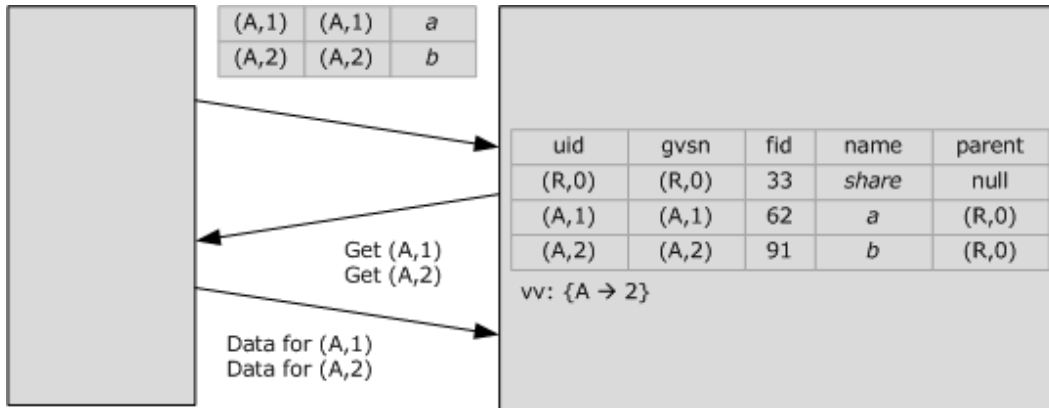 (A,1) (A,1) a
(A,2) (A,2) b
uid gvsn fid name parent
(R,0) (R,0) 33 share null
(A,1) (A,1) 62 a (R,0)
(A,2) (A,2) 91 b (R,0)
vv: {A → 2}
Get (A,1)
Get (A,2)
Data for (A,1)
Data for (A,2)